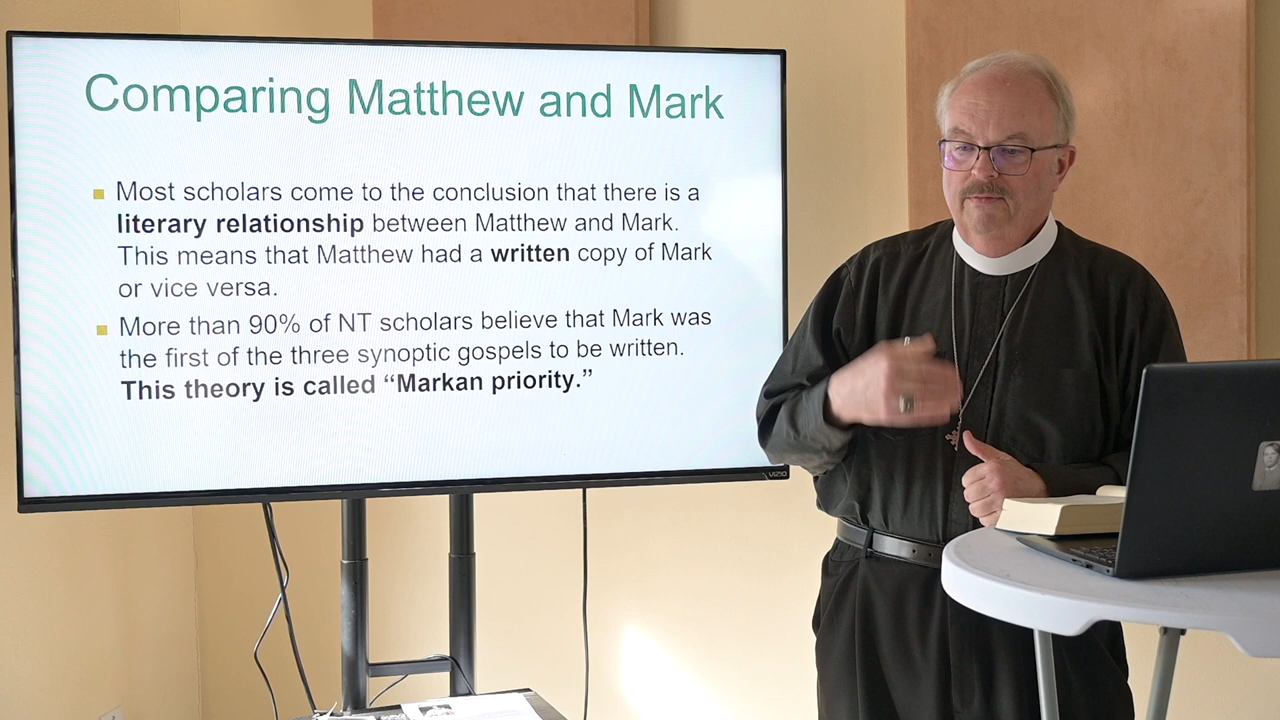 Comparing Matthew and Mark
Most scholars come to the conclusion that there is a
literary relationship between Matthew and Mark.
This means that Matthew had a written copy of Mark
or vice versa.
More than 90% of NT scholars believe that Mark was
the first of the three synoptic gospels to be written.
This theory is called “Markan priority.”
VIZIO